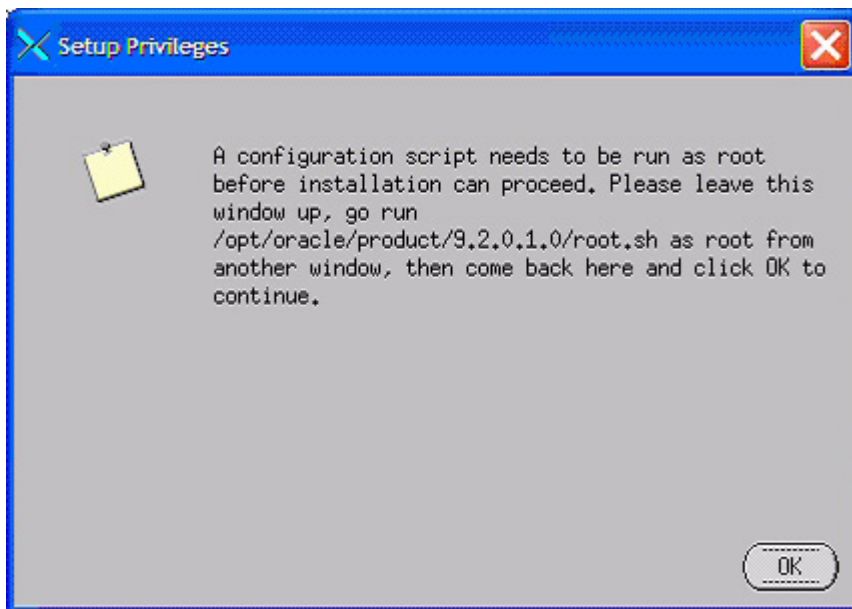 Setup Privileges
A configuration script needs to be run as root
before installation can proceed. Please leave this
window up, go run
/opt/oracle/product/9.2.0.1.0/root.sh as root from
another window, then come back here and click OK to
continue.
OK